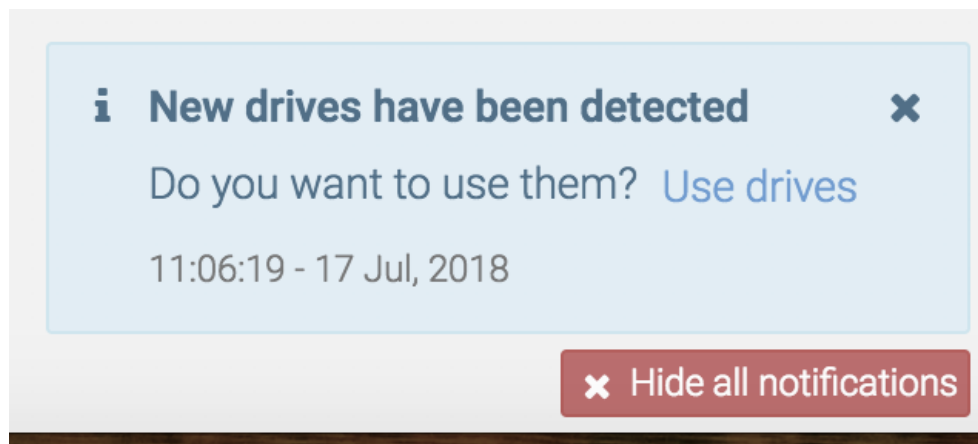 New drives have been detected
Do you want to use them? Use drives
11:06:19 - 17 Jul, 2018
Hide all notifications